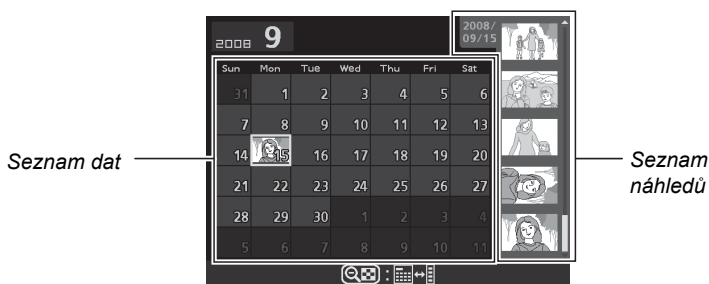 2008 9
2008/
09/15
Sun Mon Tue Wed Thu Fri Sat
31 1 2 3 4 5 6
7 8 9 10 11 12 13
14 15 16 17 18 19 20
21 22 23 24 25 26 27
28 29 30 1 2 3 4
5 6 7 8 9 10 11
:
Seznam dat
Seznam
náhledů